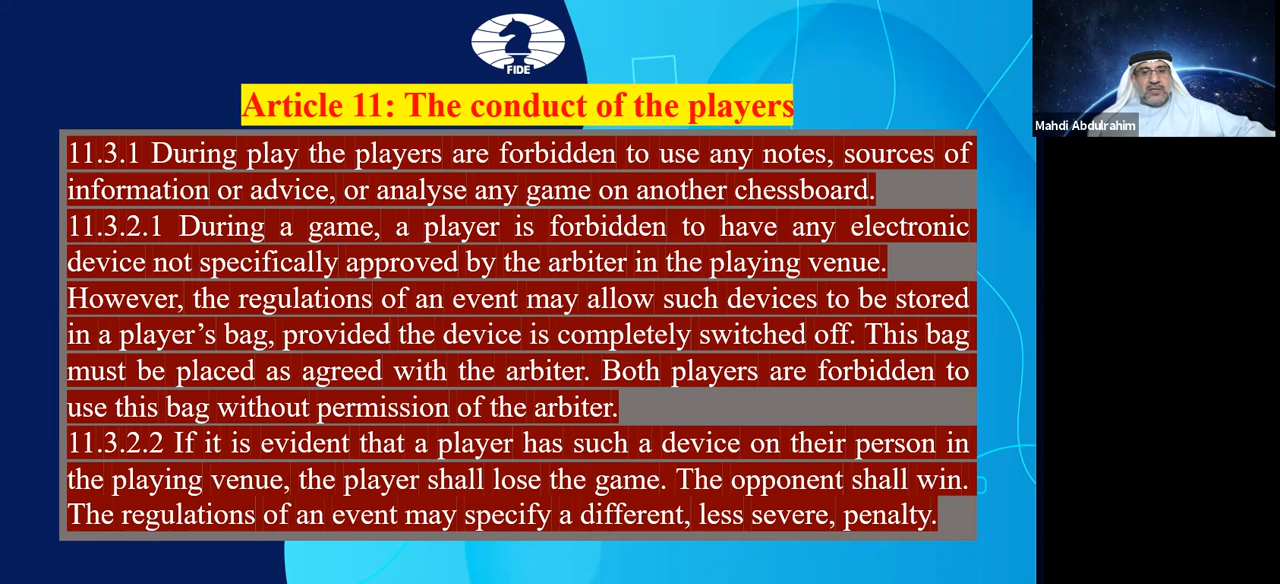 FIDE
Article 11: The conduct of the players
11.3.1 During play the players are forbidden to use any notes, sources of
information or advice, or analyse any game on another chessboard.
11.3.2.1 During a game, a player is forbidden to have any electronic
device not specifically approved by the arbiter in the playing venue.
However, the regulations of an event may allow such devices to be stored
in a player’s bag, provided the device is completely switched off. This bag
must be placed as agreed with the arbiter. Both players are forbidden to
use this bag without permission of the arbiter.
11.3.2.2 If it is evident that a player has such a device on their person in
the playing venue, the player shall lose the game. The opponent shall win.
The regulations of an event may specify a different, less severe, penalty.
Mahdi Abdulrahim